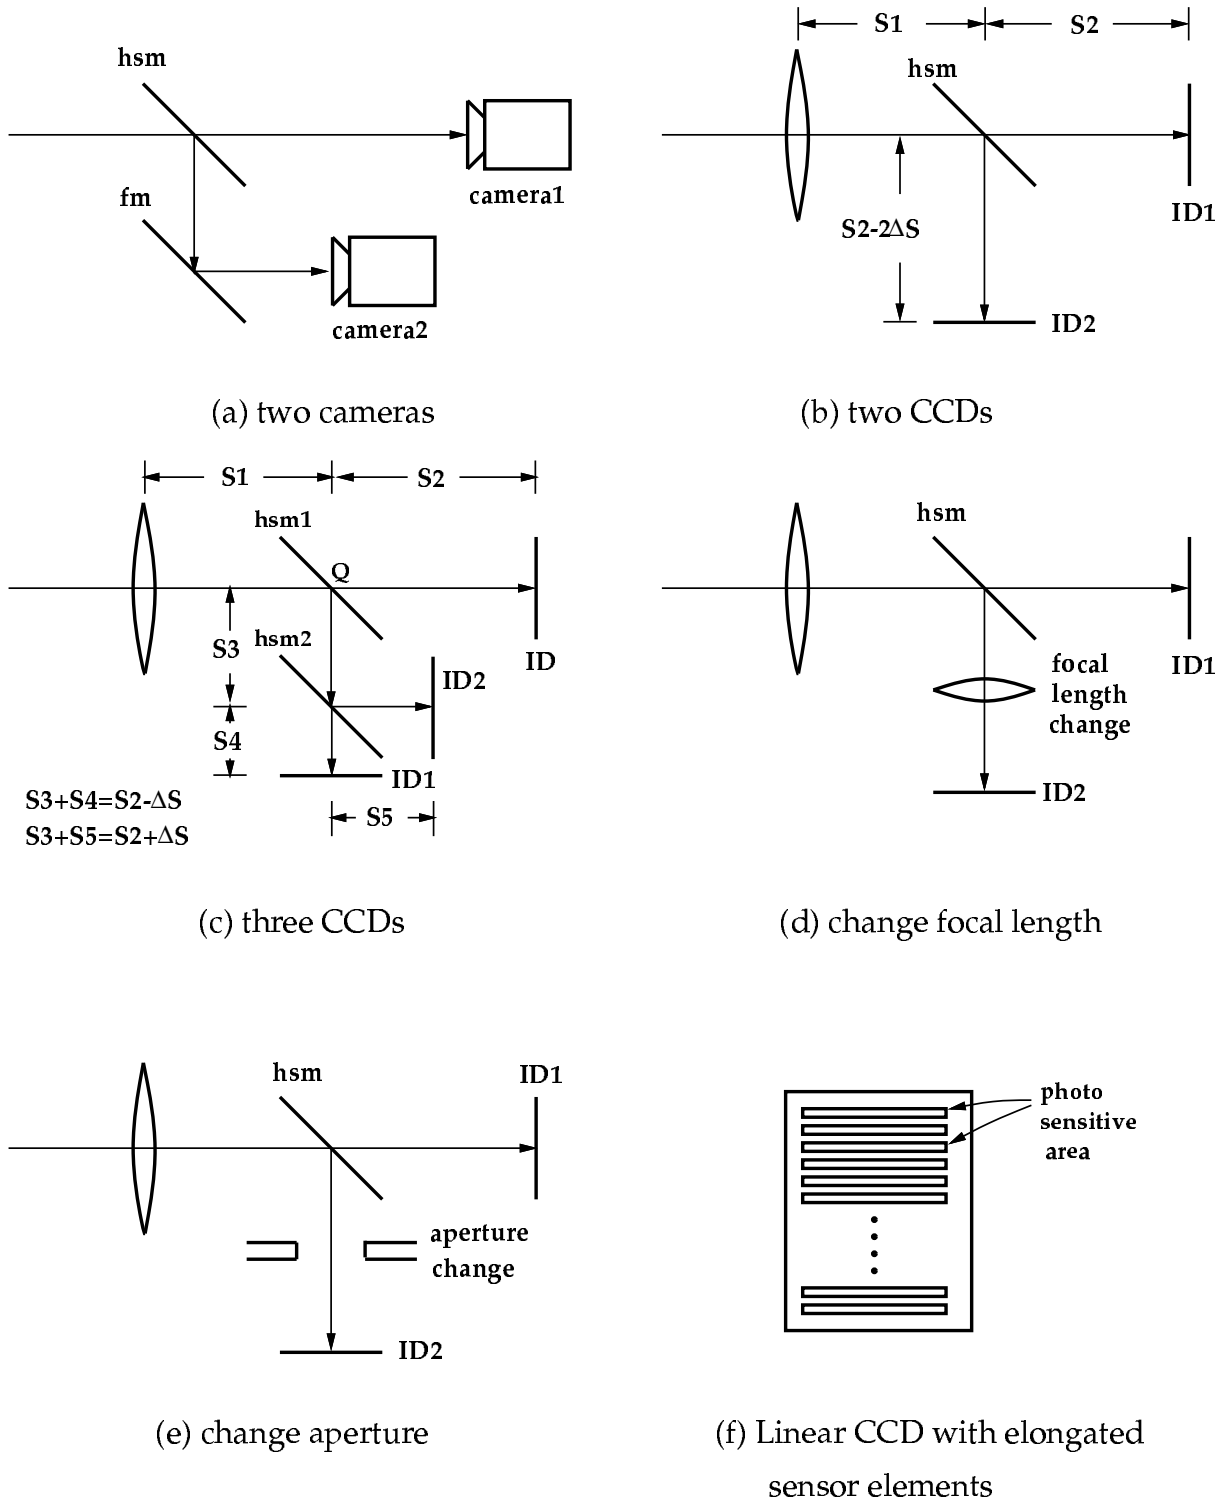 hsm
fm
camera1
camera2
(a) two cameras
S1
S2
hsm
S2-2ΔS
ID1
ID2
(b) two CCDs
S1
S2
hsm1
Q
hsm2
S3
ID
ID2
S4
ID1
S3+S4=S2-ΔS
S5
S3+S5=S2+ΔS
(c) three CCDs
hsm
focal
length
change
ID1
ID2
(d) change focal length
hsm
ID1
aperture
change
ID2
(e) change aperture
photo
sensitive
area
(f) Linear CCD with elongated
sensor elements